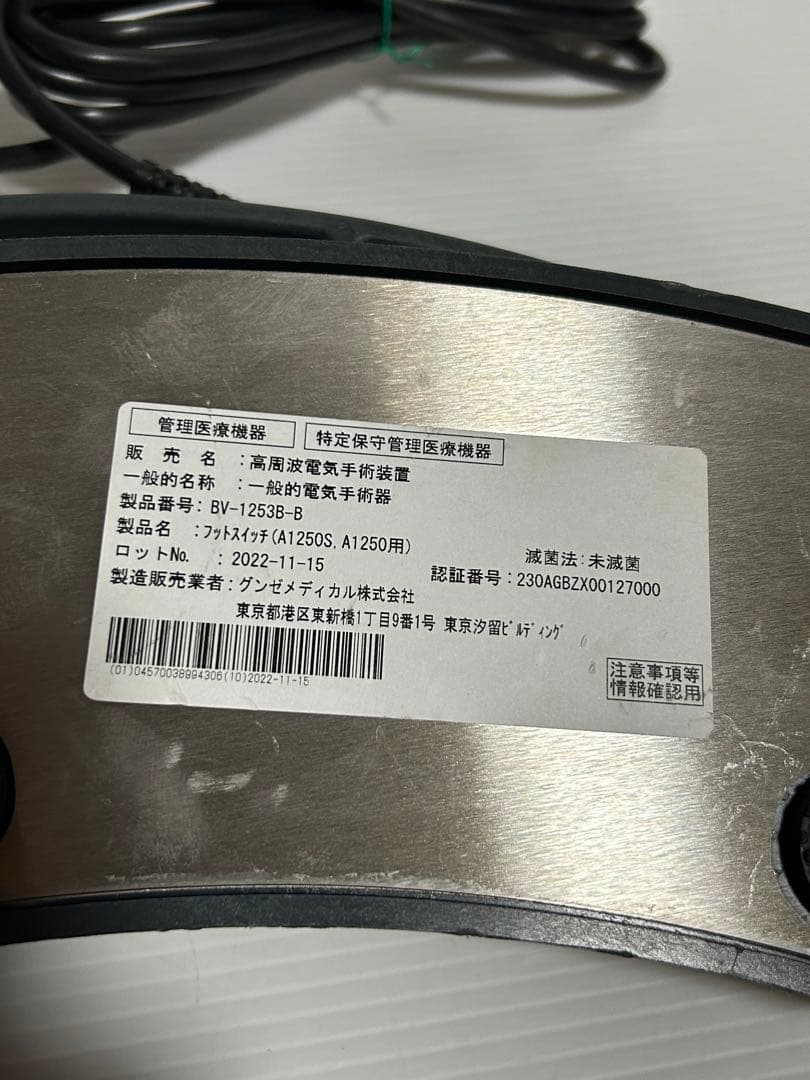 管理医療機器 特定保守管理医療機器
販売名 :高周波電気手術装置
一般的名称 :一般的電気手術器
製品番号:BV-1253B-B
製品名 :フットスイッチ(A1250S,A1250用) 滅菌法:未滅菌
ロットNo. :2022-11-15 認証番号:230AGBZX00127000
製造販売業者:グンゼメディカル株式会社
東京都港区東新橋1丁目9番1号 東京汐留ビルディング
(01)04570038994306(10)2022-11-15
注意事項等
情報確認用